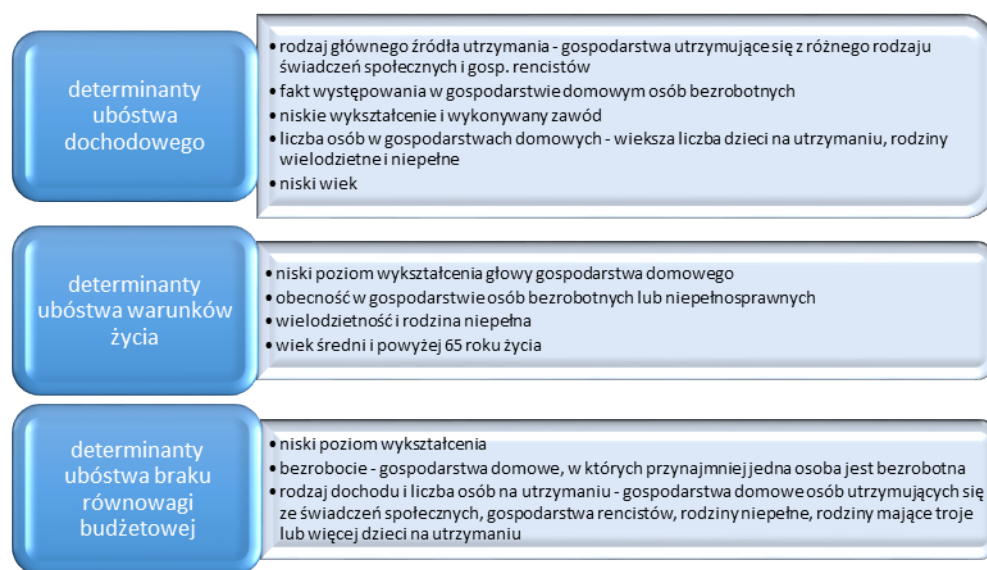 determinanty
ubóstwa
dochodowego
• rodzaj głównego źródła utrzymania - gospodarstwa utrzymujące się z różnego rodzaju
świadczeń społecznych i gosp. rencistów
• fakt występowania w gospodarstwie domowym osób bezrobotnych
• niskie wykształcenie i wykonywany zawód
• liczba osób w gospodarstwach domowych - wieksza liczba dzieci na utrzymaniu, rodziny
wielodzietne i niepełne
• niski wiek
determinanty
ubóstwa warunków
życia
• niski poziom wykształcenia głowy gospodarstwa domowego
• obecność w gospodarstwie osób bezrobotnych lub niepełnosprawnych
• wielodzietność i rodzina niepełna
• wiek średni i powyżej 65 roku życia
determinanty
ubóstwa braku
równowagi
budżetowej
• niski poziom wykształcenia
• bezrobocie - gospodarstwa domowe, w których przynajmniej jedna osoba jest bezrobotna
• rodzaj dochodu i liczba osób na utrzymaniu - gospodarstwa domowe osób utrzymujących się
ze świadczeń społecznych, gospodarstwa rencistów, rodziny niepełne, rodziny mające troje
lub więcej dzieci na utrzymaniu